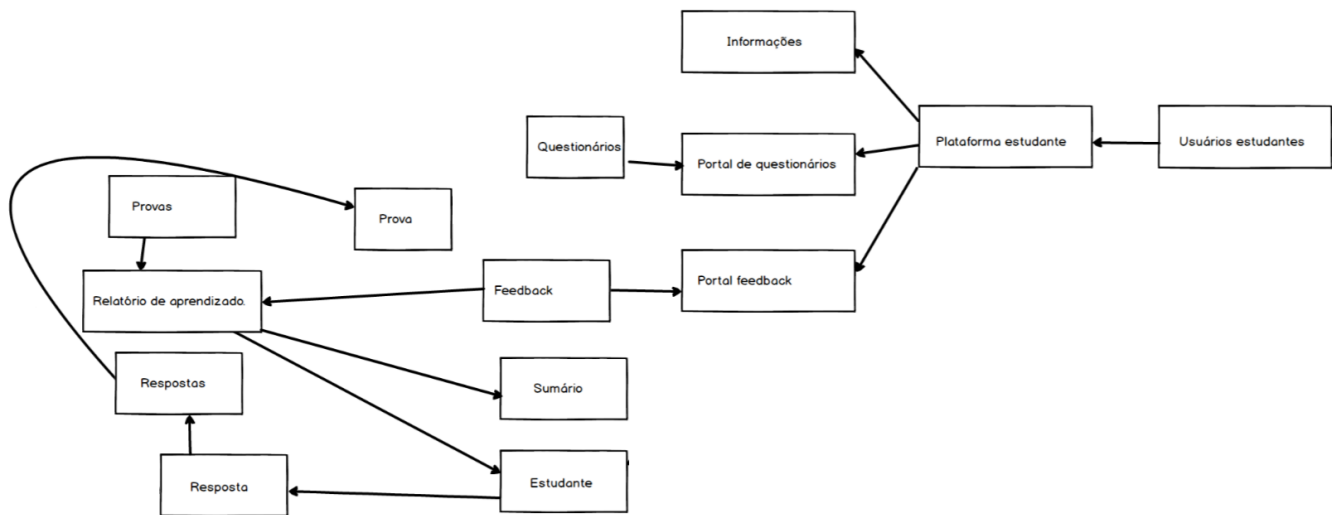 Informações
Questionários
Portal de questionários
Plataforma estudante
Usuários estudantes
Provas
Prova
Relatório de aprendizado.
Feedback
Portal feedback
Respostas
Sumário
Resposta
Estudante